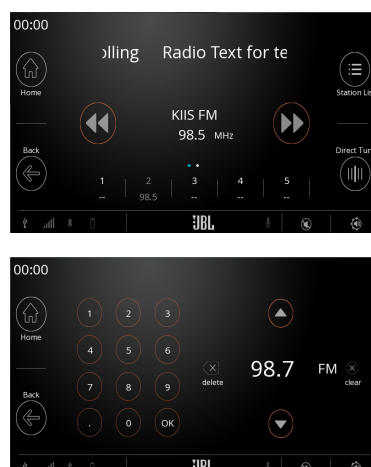 00:00
olling Radio Text for te
Home
Station Lis
KIIS FM
98.5 MHz
Back
Direct Tun
1 2 3 4 5
-- 98.5 -- -- --
JBL
00:00
1 2 3
Home
4 5 6
98.7 FM
delete
clear
7 8 9
Back
. 0 OK
JBL